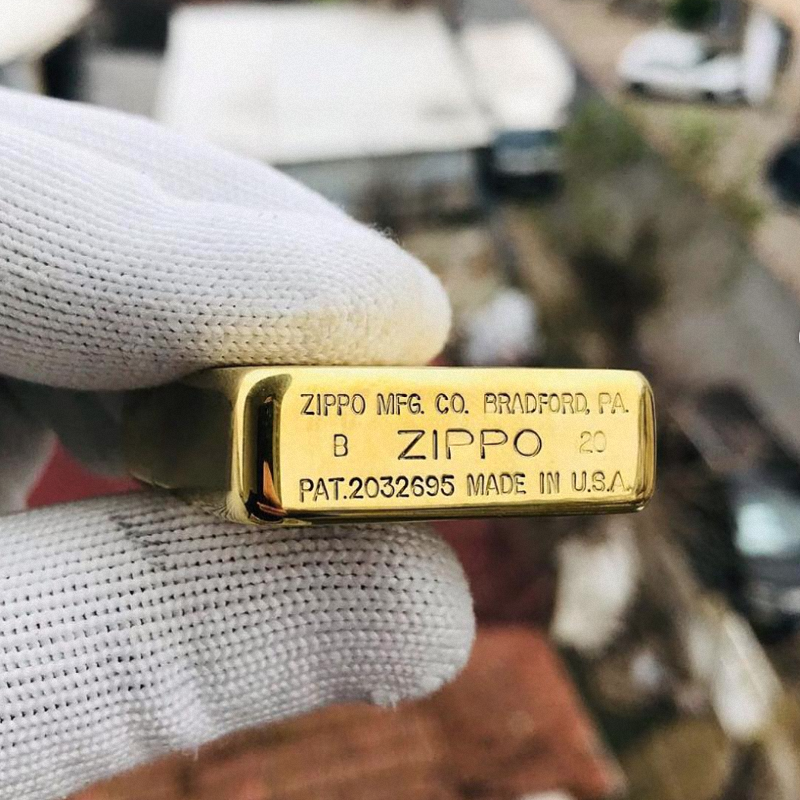 ZIPPO MFG. CO. BRADFORD, PA.
B ZIPPO 20
PAT.2032695 MADE IN U.S.A.